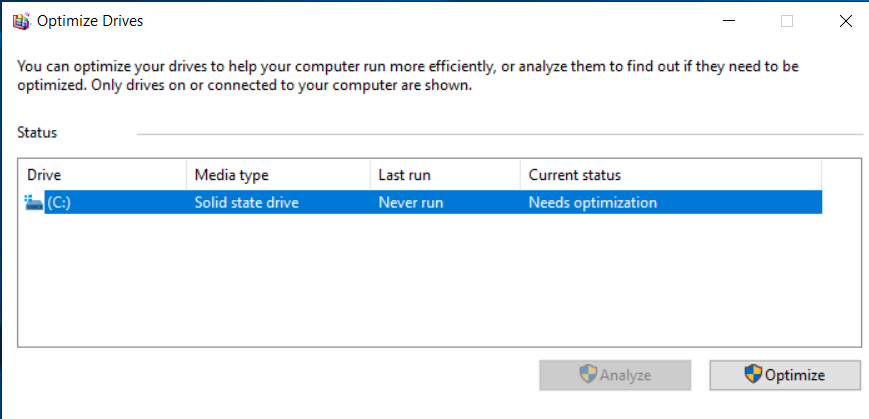 Optimize Drives
You can optimize your drives to help your computer run more efficiently, or analyze them to find out if they need to be
optimized. Only drives on or connected to your computer are shown.
Status
Drive Media type Last run Current status
(C:) Solid state drive Never run Needs optimization
Analyze Optimize